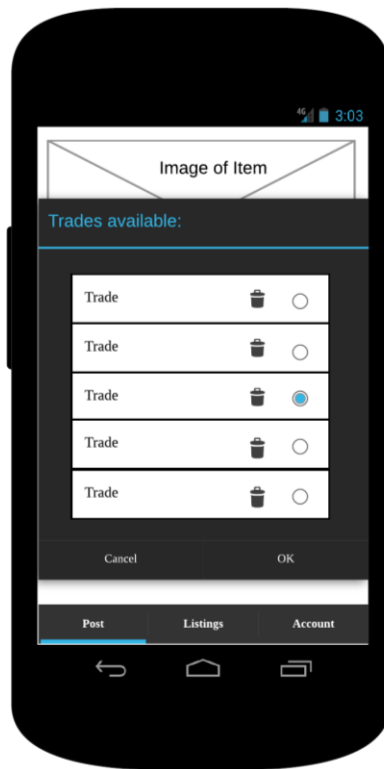 4G 3:03
Image of Item
Trades available:
Trade
Trade
Trade
Trade
Trade
Cancel OK
Post Listings Account